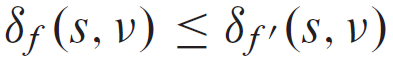 δ_f(s, ν) ≤ δ_{f′}(s, ν)